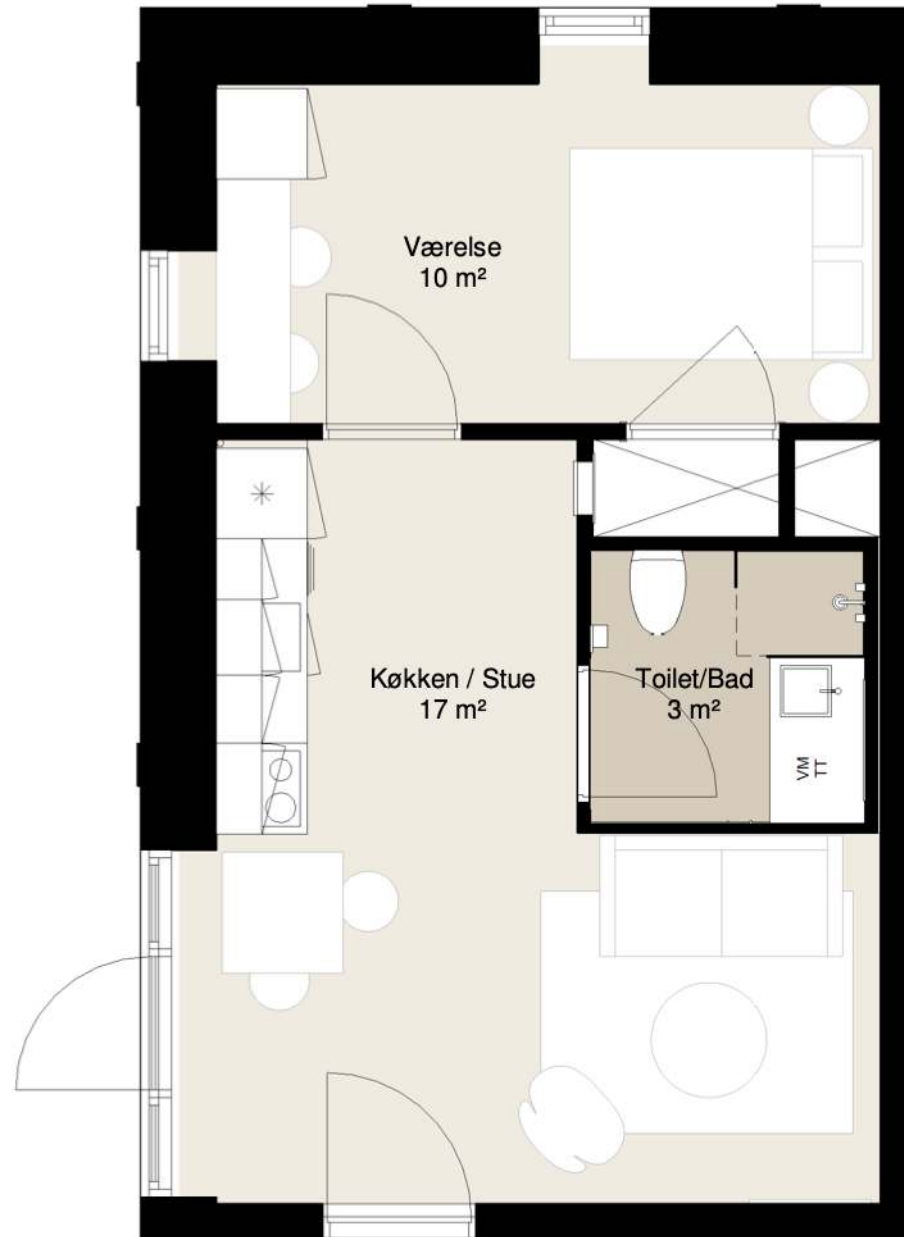 Værelse
10 m²
Køkken / Stue
17 m²
Toilet/Bad
3 m²
VM
TT